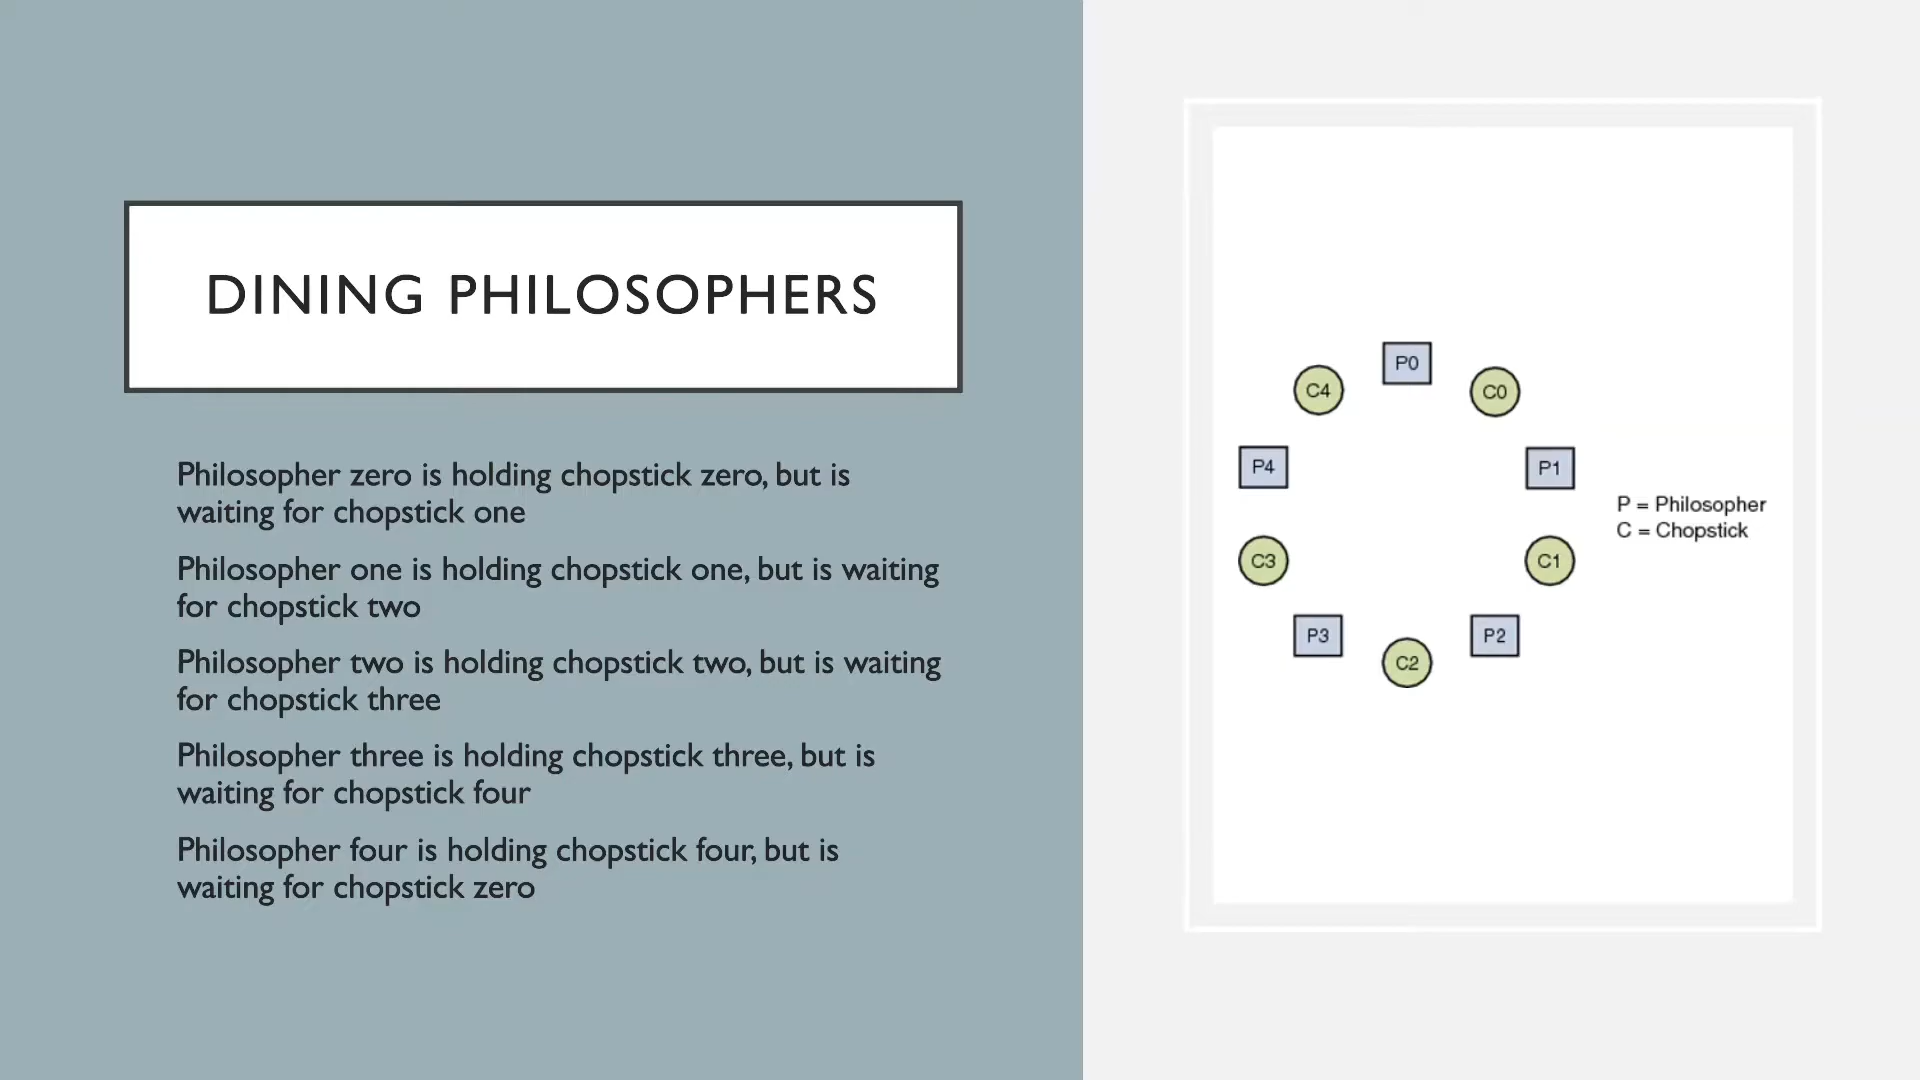 DINING PHILOSOPHERS
Philosopher zero is holding chopstick zero, but is
waiting for chopstick one
Philosopher one is holding chopstick one, but is waiting
for chopstick two
Philosopher two is holding chopstick two, but is waiting
for chopstick three
Philosopher three is holding chopstick three, but is
waiting for chopstick four
Philosopher four is holding chopstick four, but is
waiting for chopstick zero
P0
C4
C0
P4
P1
P = Philosopher
C = Chopstick
C3
C1
P3
P2
C2